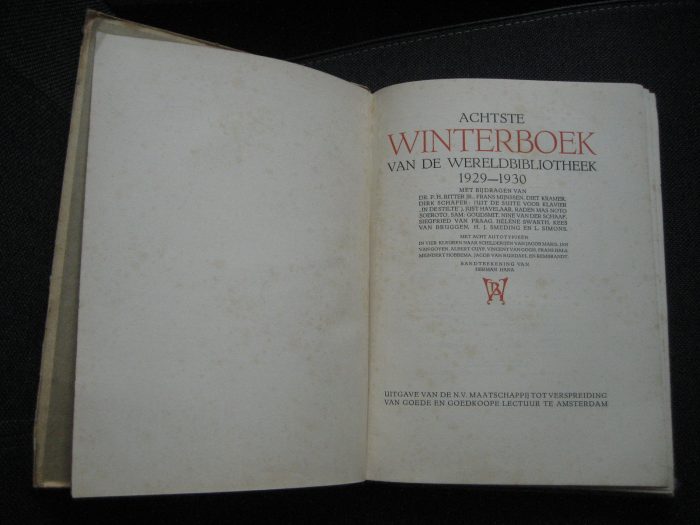 ACHTSTE
WINTERBOEK
VAN DE WERELDBIBLIOTHEEK
1929—1930
MET BIJDRAGEN VAN
DR. P. H. RITTER JR., FRANS MIJNSSEN, DIET KRAMER,
DIRK SCHÄFER: (UIT DE SUITE VOOR KLAVIER
„IN DE STILTE"), JUST HAVELAAR, RADEN MAS NOTO
SOEROTO, SAM. GOUDSMIT, NINE VAN DER SCHAAF,
SIEGFRIED VAN PRAAG, HÉLÈNE SWARTH, KEES
VAN BRUGGEN, H. J. SMEDING EN L. SIMONS.
MET ACHT AUTOTYPIEËN
IN VIER KLEUREN NAAR SCHILDERIJEN VAN JACOB MARIS, JAN
VAN GOYEN, ALBERT CUYP, VINCENT VAN GOGH, FRANS HALS,
MEINDERT HOBBEMA, JACOB VAN RUISDAEL EN REMBRANDT.
BANDTEEKENING VAN
HERMAN HANA
WB
UITGAVE VAN DE N.V. MAATSCHAPPIJ TOT VERSPREIDING
VAN GOEDE EN GOEDKOOPE LECTUUR TE AMSTERDAM